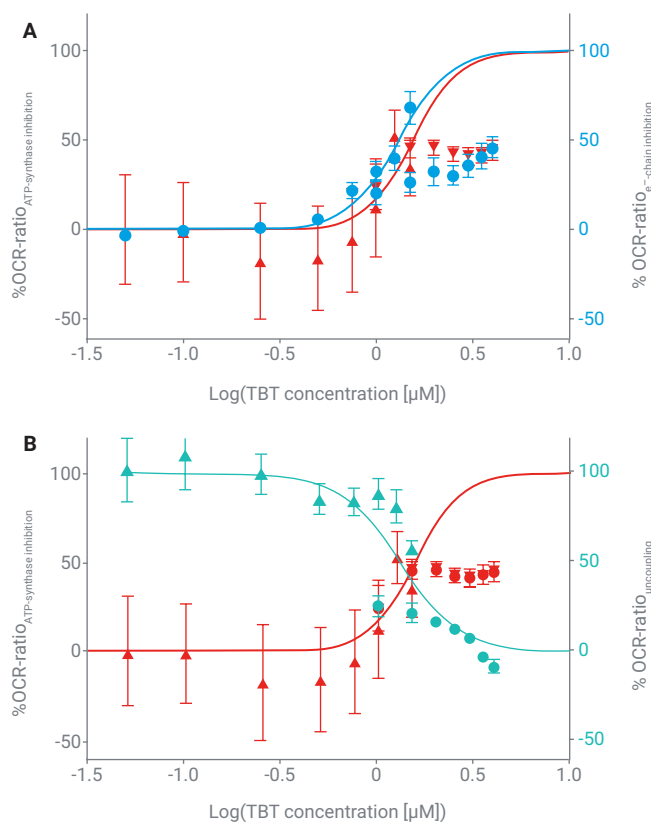 A
100
50
0
-50
%OCR-ratio ATP-synthase inhibition
100
50
0
-50
% OCR-ratio e⁻-chain inhibition
-1.5 -1.0 -0.5 0 0.5 1.0
Log(TBT concentration [µM])
B
100
50
0
-50
%OCR-ratio ATP-synthase inhibition
100
50
0
-50
% OCR-ratio uncoupling
-1.5 -1.0 -0.5 0 0.5 1.0
Log(TBT concentration [µM])